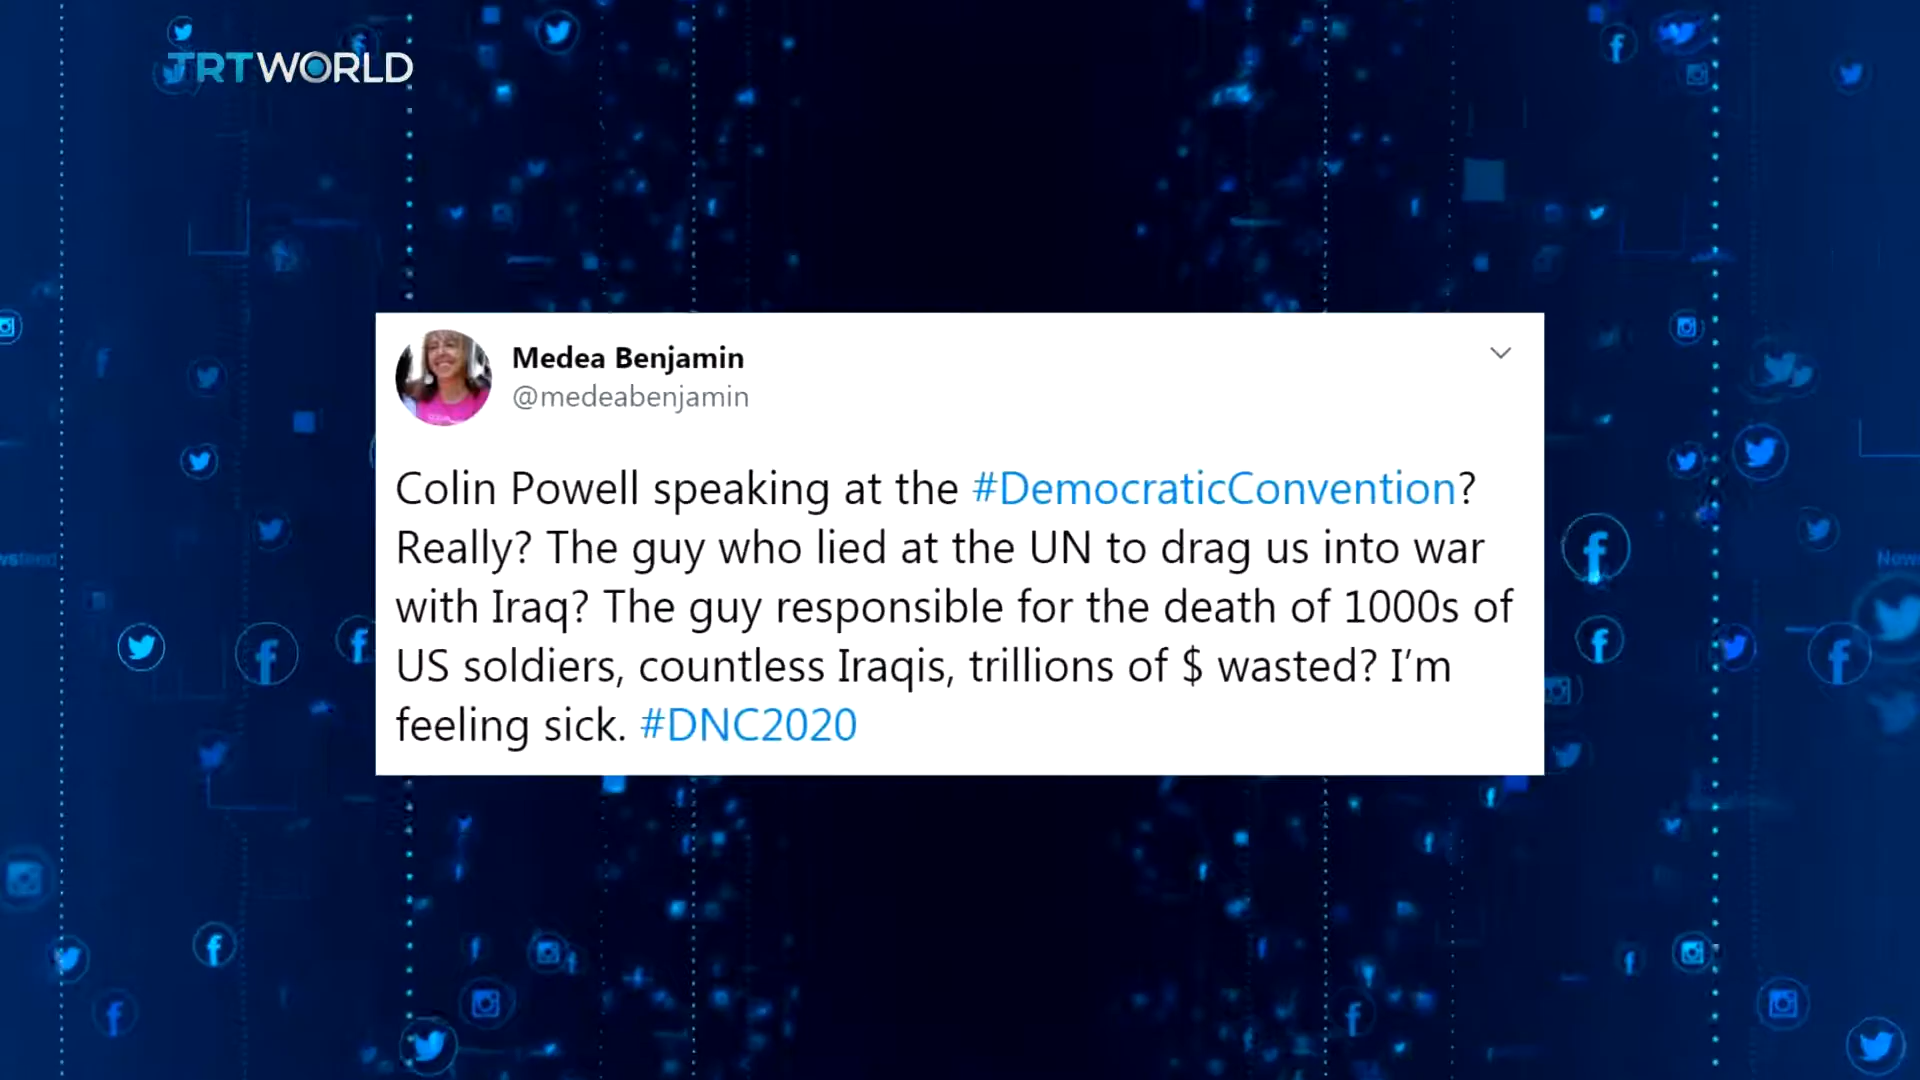 TRTWORLD
Medea Benjamin
@medeabenjamin
Colin Powell speaking at the #DemocraticConvention?
Really? The guy who lied at the UN to drag us into war
with Iraq? The guy responsible for the death of 1000s of
US soldiers, countless Iraqis, trillions of $ wasted? I’m
feeling sick. #DNC2020